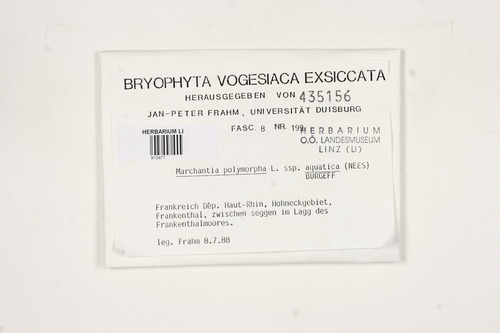 BRYOPHYTA VOGESIACA EXSICCATA
HERAUSGEGEBEN VON 435156
JAN-PETER FRAHM, UNIVERSITÄT DUISBURG
FASC. 8 NR. 199
HERBARIUM
O.Ö. LANDESMUSEUM
LINZ (LI)
HERBARIUM LI
910477
Marchantia polymorpha L. ssp. aquatica (NEES)
BURGEFF
Frankreich Dép. Haut-Rhin, Hohneckgebiet,
Frankenthal, zwischen seggen im Lagg des
Frankenthalmoores.
leg. Frahm 8.7.88